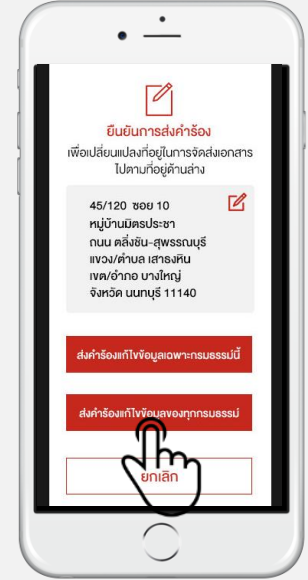 ยืนยันการส่งคำร้อง
เพื่อเปลี่ยนแปลงที่อยู่ในการจัดส่งเอกสาร
ไปตามที่อยู่ด้านล่าง
45/120 ซอย 10
หมู่บ้านมิตรประชา
ถนน ตลิ่งชัน-สุพรรณบุรี
แขวง/ตำบล เสาธงหิน
เขต/อำเภอ บางใหญ่
จังหวัด นนทบุรี 11140
ส่งคำร้องแก้ไขข้อมูลเฉพาะกรมธรรม์นี้
ส่งคำร้องแก้ไขข้อมูลของทุกกรมธรรม์
ยกเลิก